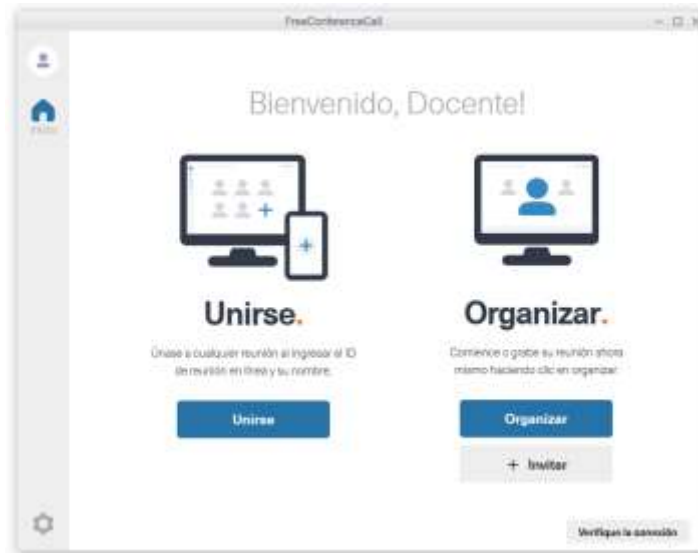 FreeConferenceCall
Inicio
Bienvenido, Docente!
Unirse.
Únase a cualquier reunión al ingresar el ID
de reunión en línea y su nombre.
Unirse
Organizar.
Comience o grabe su reunión ahora
mismo haciendo clic en organizar
Organizar
+ Invitar
Verifique la conexión